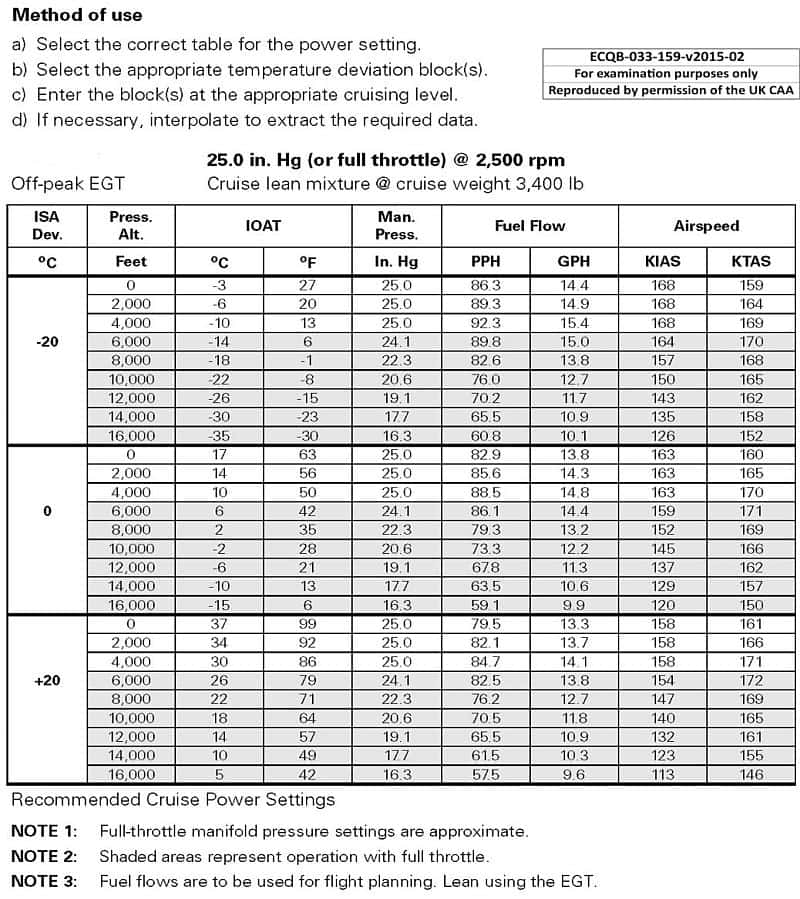 Method of use
a) Select the correct table for the power setting.
b) Select the appropriate temperature deviation block(s).
c) Enter the block(s) at the appropriate cruising level.
d) If necessary, interpolate to extract the required data.
ECQB-033-159-v2015-02
For examination purposes only
Reproduced by permission of the UK CAA
25.0 in. Hg (or full throttle) @ 2,500 rpm
Off-peak EGT Cruise lean mixture @ cruise weight 3,400 lb
ISA Dev. Press. Alt. IOAT Man. Press. Fuel Flow Airspeed
ºC Feet ºC ºF In. Hg PPH GPH KIAS KTAS
0 -3 27 25.0 86.3 14.4 168 159
2,000 -6 20 25.0 89.3 14.9 168 164
4,000 -10 13 25.0 92.3 15.4 168 169
-20 6,000 -14 6 24.1 89.8 15.0 164 170
8,000 -18 -1 22.3 82.6 13.8 157 168
10,000 -22 -8 20.6 76.0 12.7 150 165
12,000 -26 -15 19.1 70.2 11.7 143 162
14,000 -30 -23 17.7 65.5 10.9 135 158
16,000 -35 -30 16.3 60.8 10.1 126 152
0 17 63 25.0 82.9 13.8 163 160
2,000 14 56 25.0 85.6 14.3 163 165
4,000 10 50 25.0 88.5 14.8 163 170
0 6,000 6 42 24.1 86.1 14.4 159 171
8,000 2 35 22.3 79.3 13.2 152 169
10,000 -2 28 20.6 73.3 12.2 145 166
12,000 -6 21 19.1 67.8 11.3 137 162
14,000 -10 13 17.7 63.5 10.6 129 157
16,000 -15 6 16.3 59.1 9.9 120 150
0 37 99 25.0 79.5 13.3 158 161
2,000 34 92 25.0 82.1 13.7 158 166
4,000 30 86 25.0 84.7 14.1 158 171
+20 6,000 26 79 24.1 82.5 13.8 154 172
8,000 22 71 22.3 76.2 12.7 147 169
10,000 18 64 20.6 70.5 11.8 140 165
12,000 14 57 19.1 65.5 10.9 132 161
14,000 10 49 17.7 61.5 10.3 123 155
16,000 5 42 16.3 57.5 9.6 113 146
Recommended Cruise Power Settings
NOTE 1: Full-throttle manifold pressure settings are approximate.
NOTE 2: Shaded areas represent operation with full throttle.
NOTE 3: Fuel flows are to be used for flight planning. Lean using the EGT.